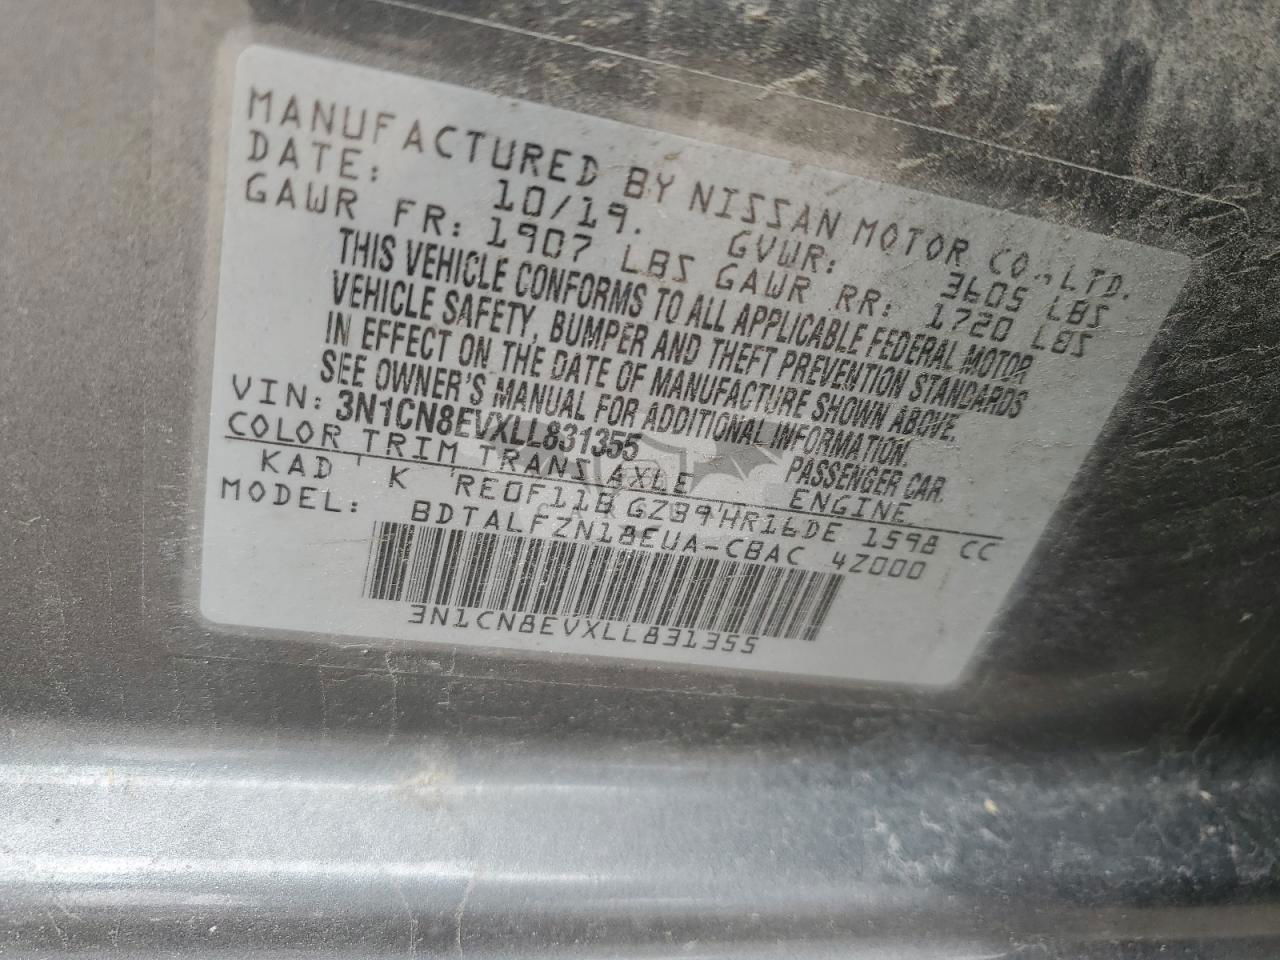 MANUFACTURED BY NISSAN MOTOR CO., LTD.
DATE: 10/19. GVWR: 3605 LBS
GAWR FR: 1907 LBS GAWR RR: 1720 LBS
THIS VEHICLE CONFORMS TO ALL APPLICABLE FEDERAL MOTOR
VEHICLE SAFETY, BUMPER AND THEFT PREVENTION STANDARDS
IN EFFECT ON THE DATE OF MANUFACTURE SHOWN ABOVE.
SEE OWNER'S MANUAL FOR ADDITIONAL INFORMATION.
VIN: 3N1CN8EVXLL831355 PASSENGER CAR
COLOR TRIM TRANS AXLE ENGINE
KAD K RE0F11B GZ89 HR16DE 1598 CC
MODEL: BDTALFZN18EUA-CBAC 4Z000
3N1CN8EVXLL831355